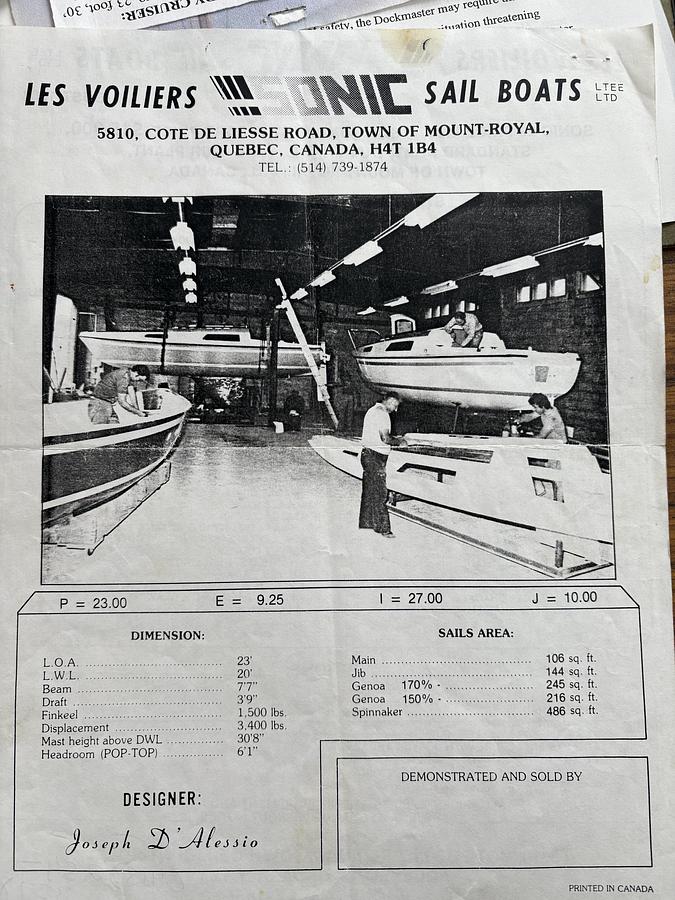 CRUISER:
23 foot, 30'
safety, the Dockmaster may require
situation threatening
LES VOILIERS SONIC SAIL BOATS LTEE LTD
5810, COTE DE LIESSE ROAD, TOWN OF MOUNT-ROYAL,
QUEBEC, CANADA, H4T 1B4
TEL.: (514) 739-1874
P = 23.00 E = 9.25 I = 27.00 J = 10.00
DIMENSION:
L.O.A. .................................. 23'
L.W.L. .................................. 20'
Beam .................................. 7'7"
Draft .................................. 3'9"
Finkeel .................................. 1,500 lbs.
Displacement .......................... 3,400 lbs.
Mast height above DWL ............... 30'8"
Headroom (POP-TOP) ................. 6'1"
DESIGNER:
Joseph D'Alessio
SAILS AREA:
Main .................................. 106 sq. ft.
Jib .................................. 144 sq. ft.
Genoa 170% - ....................... 245 sq. ft.
Genoa 150% - ....................... 216 sq. ft.
Spinnaker ............................. 486 sq. ft.
DEMONSTRATED AND SOLD BY
PRINTED IN CANADA